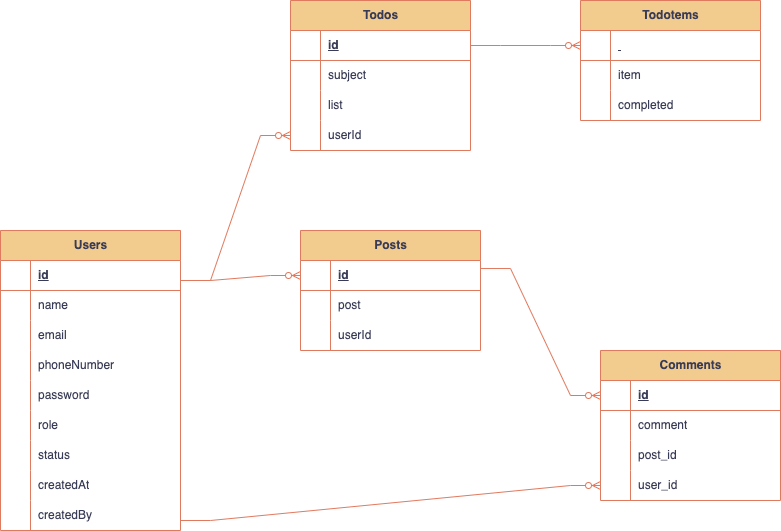 Todos
id
subject
list
userId
Todotems
-
item
completed
Users
id
name
email
phoneNumber
password
role
status
createdAt
createdBy
Posts
id
post
userId
Comments
id
comment
post_id
user_id